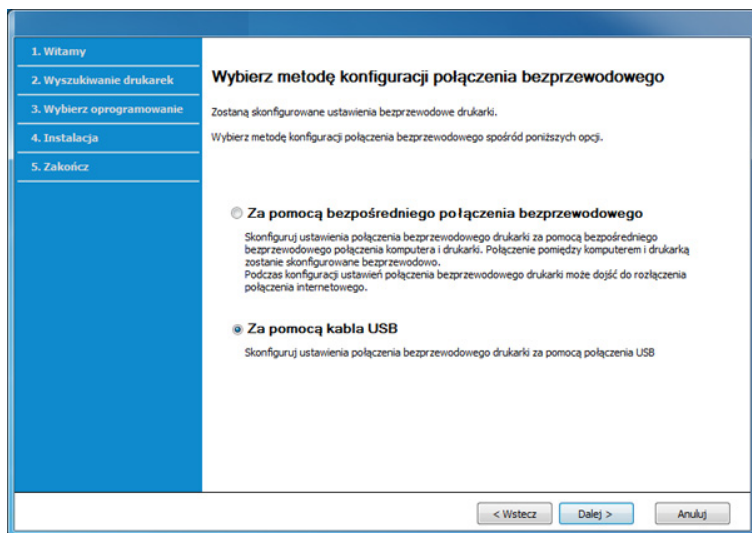 1. Witamy
2. Wyszukiwanie drukarek
3. Wybierz oprogramowanie
4. Instalacja
5. Zakończ
Wybierz metodę konfiguracji połączenia bezprzewodowego
Zostaną skonfigurowane ustawienia bezprzewodowe drukarki.
Wybierz metodę konfiguracji połączenia bezprzewodowego spośród poniższych opcji.
Za pomocą bezpośredniego połączenia bezprzewodowego
Skonfiguruj ustawienia połączenia bezprzewodowego drukarki za pomocą bezpośredniego
bezprzewodowego połączenia komputera i drukarki. Połączenie pomiędzy komputerem i drukarką
zostanie skonfigurowane bezprzewodowo.
Podczas konfiguracji ustawień połączenia bezprzewodowego drukarki może dojść do rozłączenia
połączenia internetowego.
Za pomocą kabla USB
Skonfiguruj ustawienia połączenia bezprzewodowego drukarki za pomocą połączenia USB
< Wstecz Dalej > Anuluj